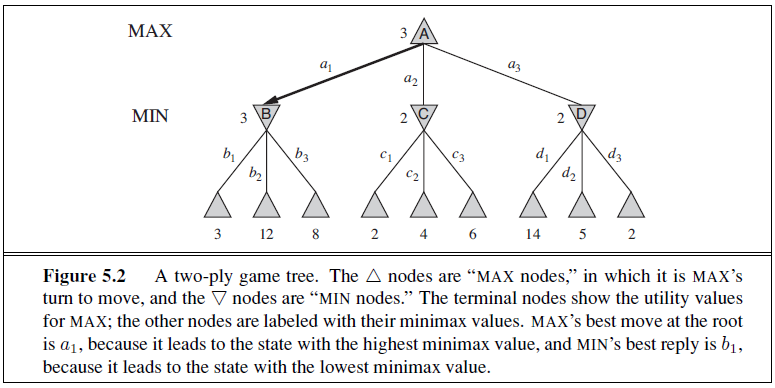 MAX
3 A
a1
a2
a3
MIN
3 B
2 C
2 D
b1
b2
b3
c1
c2
c3
d1
d2
d3
3 12 8 2 4 6 14 5 2
Figure 5.2 A two-ply game tree. The △ nodes are “MAX nodes,” in which it is MAX’s
turn to move, and the ▽ nodes are “MIN nodes.” The terminal nodes show the utility values
for MAX; the other nodes are labeled with their minimax values. MAX’s best move at the root
is a1, because it leads to the state with the highest minimax value, and MIN’s best reply is b1,
because it leads to the state with the lowest minimax value.